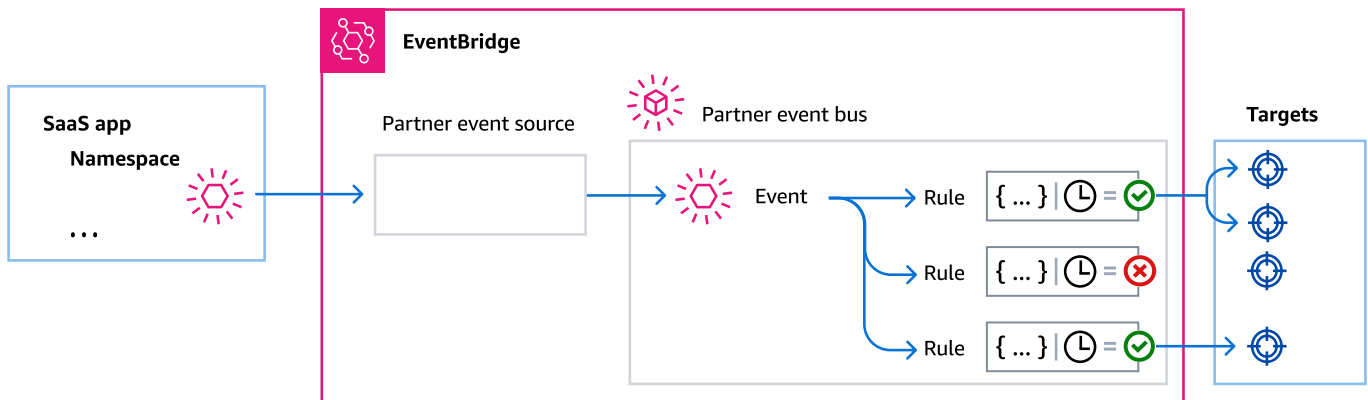 EventBridge
SaaS app
Namespace
...
Partner event source
Partner event bus
Event
Rule { ... } | =
Rule { ... } | =
Rule { ... } | =
Targets